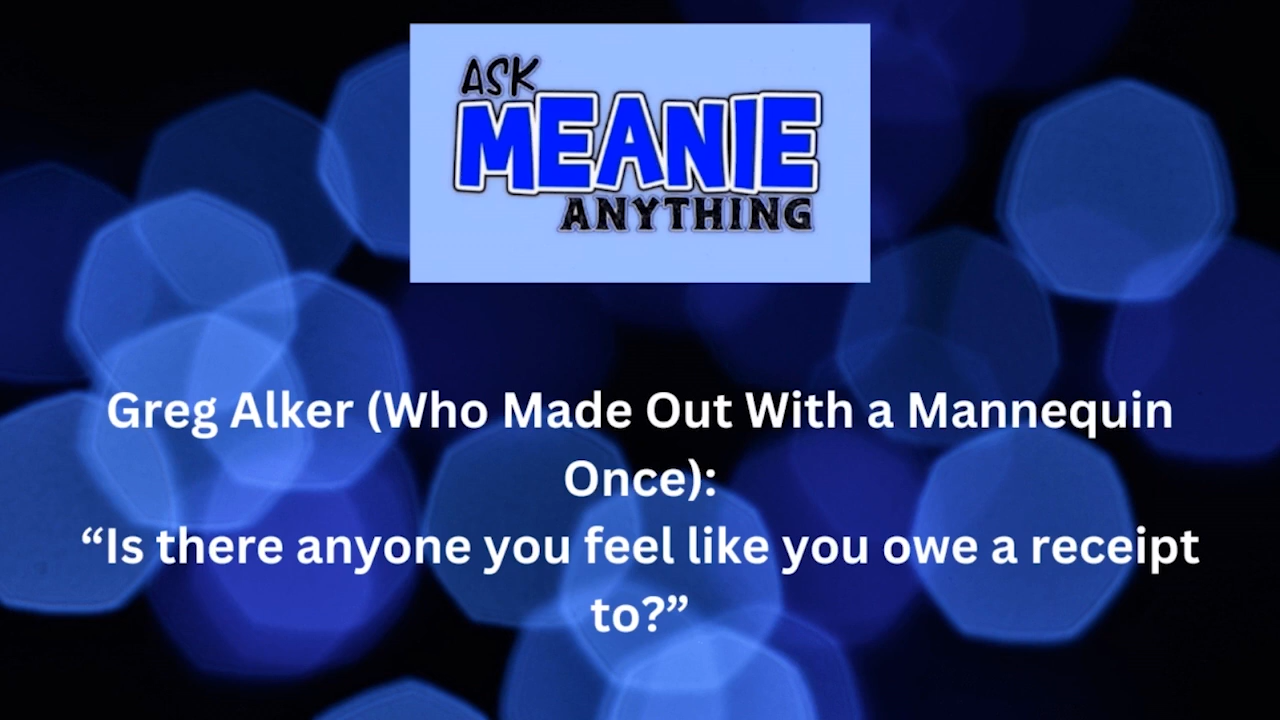 ASK
MEANIE
ANYTHING
Greg Alker (Who Made Out With a Mannequin
Once):
“Is there anyone you feel like you owe a receipt
to?”